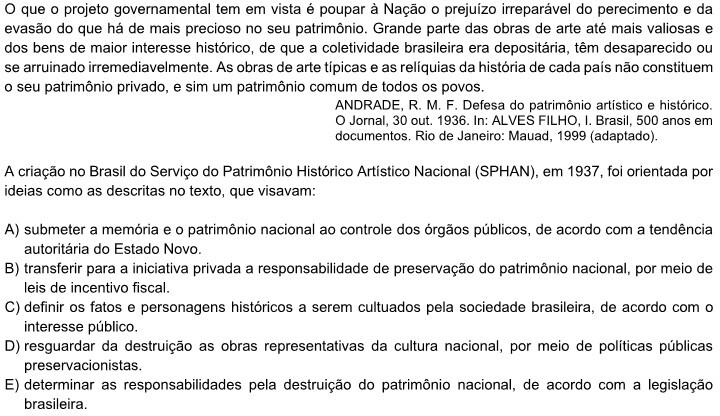 O que o projeto governamental tem em vista é poupar à Nação o prejuízo irreparável do perecimento e da
evasão do que há de mais precioso no seu patrimônio. Grande parte das obras de arte até mais valiosas e
dos bens de maior interesse histórico, de que a coletividade brasileira era depositária, têm desaparecido ou
se arruinado irremediavelmente. As obras de arte típicas e as relíquias da história de cada país não constituem
o seu patrimônio privado, e sim um patrimônio comum de todos os povos.
ANDRADE, R. M. F. Defesa do patrimônio artístico e histórico.
O Jornal, 30 out. 1936. In: ALVES FILHO, I. Brasil, 500 anos em
documentos. Rio de Janeiro: Mauad, 1999 (adaptado).
A criação no Brasil do Serviço do Patrimônio Histórico Artístico Nacional (SPHAN), em 1937, foi orientada por
ideias como as descritas no texto, que visavam:
A) submeter a memória e o patrimônio nacional ao controle dos órgãos públicos, de acordo com a tendência
autoritária do Estado Novo.
B) transferir para a iniciativa privada a responsabilidade de preservação do patrimônio nacional, por meio de
leis de incentivo fiscal.
C) definir os fatos e personagens históricos a serem cultuados pela sociedade brasileira, de acordo com o
interesse público.
D) resguardar da destruição as obras representativas da cultura nacional, por meio de políticas públicas
preservacionistas.
E) determinar as responsabilidades pela destruição do patrimônio nacional, de acordo com a legislação
brasileira.